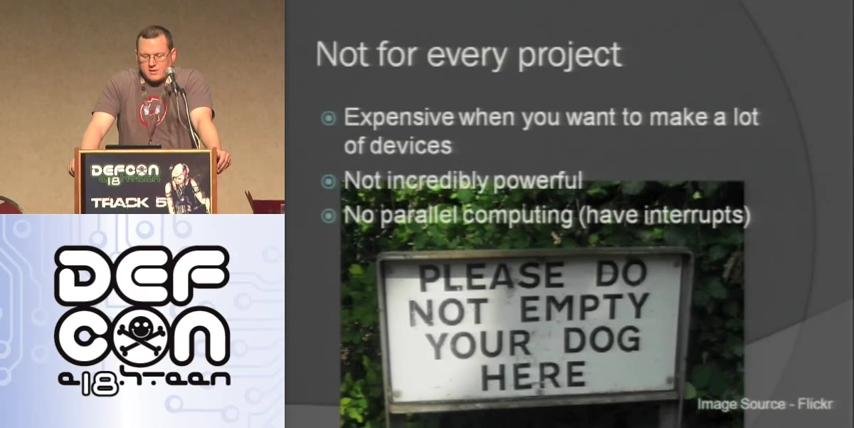 Not for every project
Expensive when you want to make a lot
of devices
Not incredibly powerful
No parallel computing (have interrupts)
PLEASE DO
NOT EMPTY
YOUR DOG
HERE
Image Source - Flickr
DEFCON
18
TRACK 5
DEF
CON
e18hteen